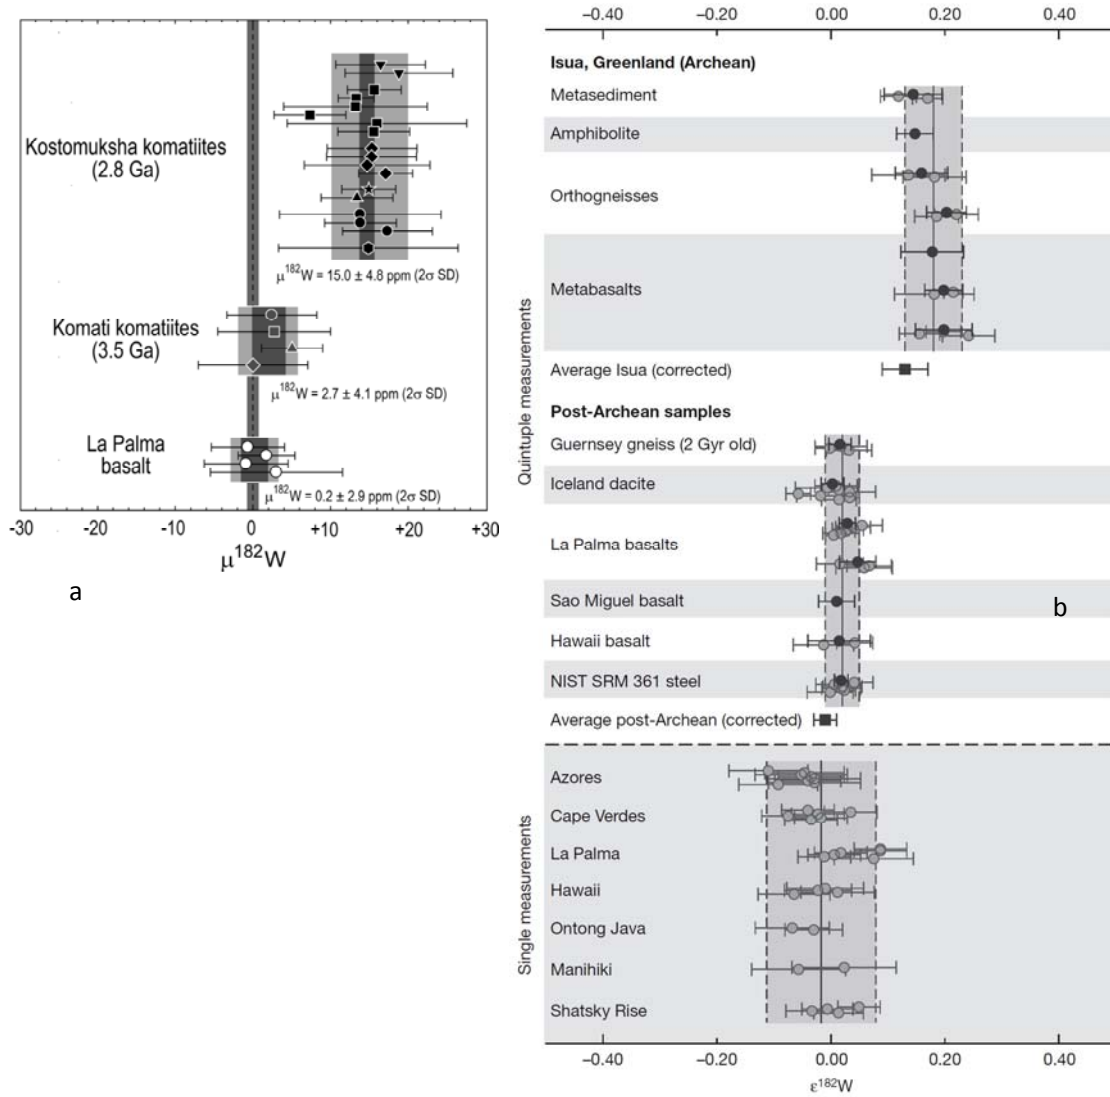 Kostomuksha komatiites
(2.8 Ga)
μ¹⁸²W = 15.0 ± 4.8 ppm (2σ SD)
Komati komatiites
(3.5 Ga)
μ¹⁸²W = 2.7 ± 4.1 ppm (2σ SD)
La Palma
basalt
μ¹⁸²W = 0.2 ± 2.9 ppm (2σ SD)
-30 -20 -10 0 +10 +20 +30
μ¹⁸²W
a
−0.40 −0.20 0.00 0.20 0.40
Quintuple measurements
Isua, Greenland (Archean)
Metasediment
Amphibolite
Orthogneisses
Metabasalts
Average Isua (corrected)
Post-Archean samples
Guernsey gneiss (2 Gyr old)
Iceland dacite
La Palma basalts
Sao Miguel basalt
Hawaii basalt
NIST SRM 361 steel
Average post-Archean (corrected)
b
Single measurements
Azores
Cape Verdes
La Palma
Hawaii
Ontong Java
Manihiki
Shatsky Rise
−0.40 −0.20 0.00 0.20 0.40
ε¹⁸²W